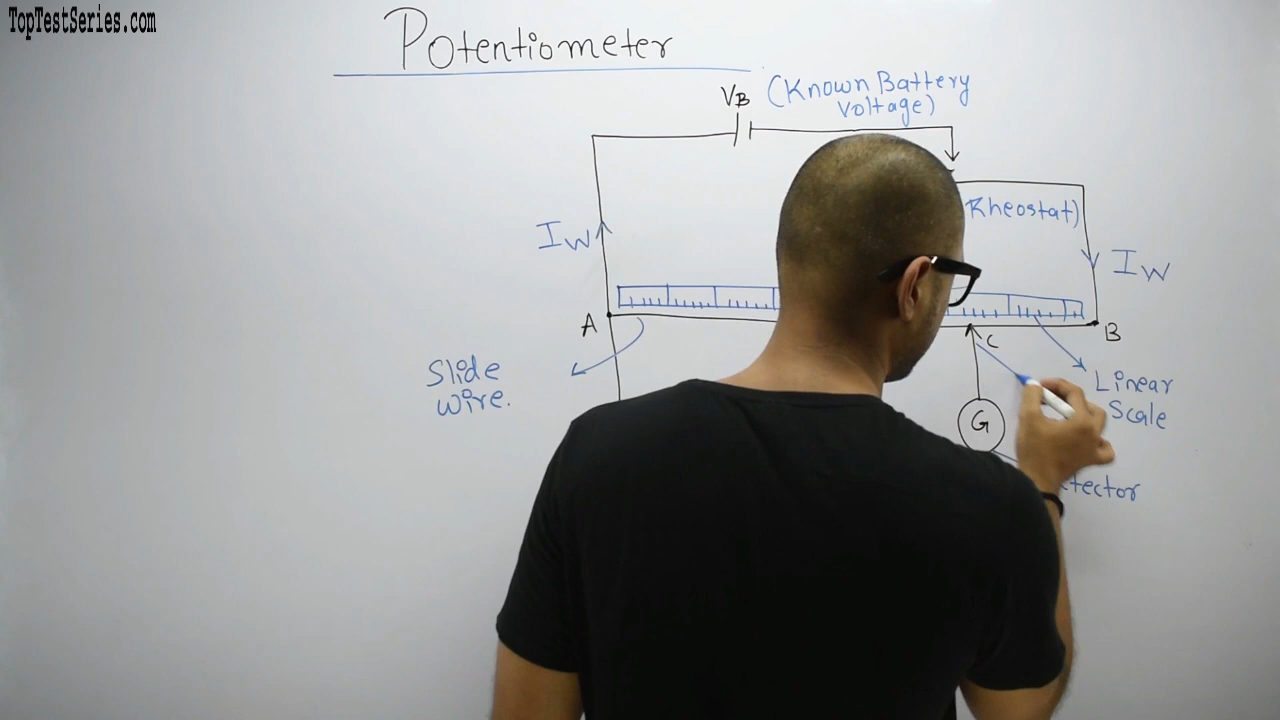 TopTestSeries.com
Potentiometer
VB (Known Battery
Voltage)
Rheostat)
Iw
Iw
A
B
C
Slide
wire.
Linear
Scale
G
tector